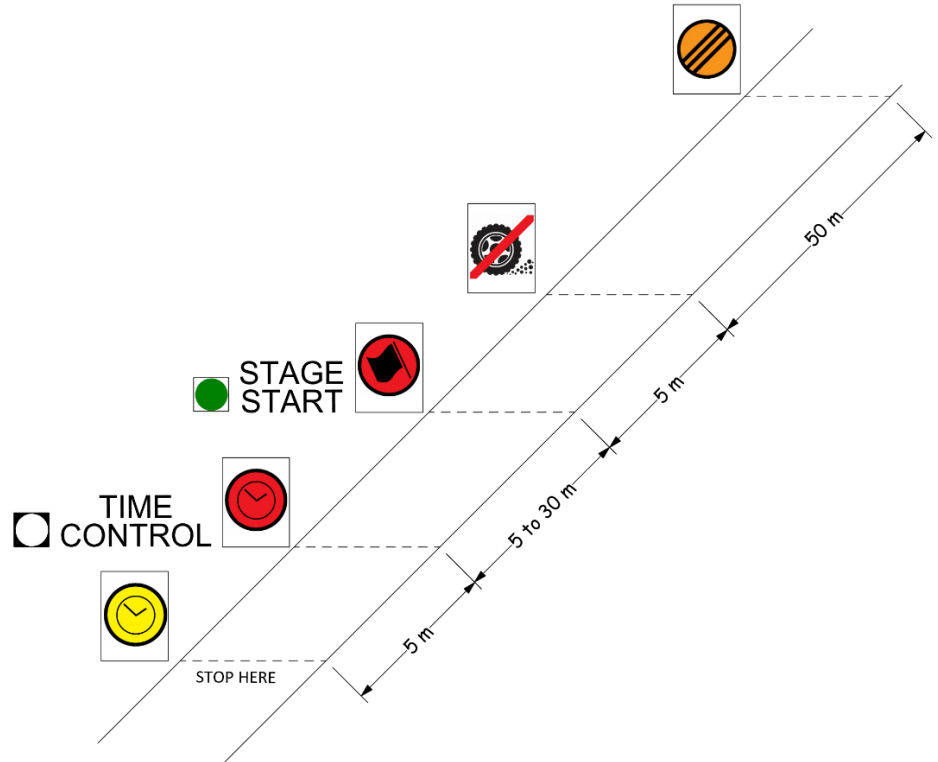 50 m
STAGE
START
5 m
TIME
CONTROL
5 to 30 m
5 m
STOP HERE